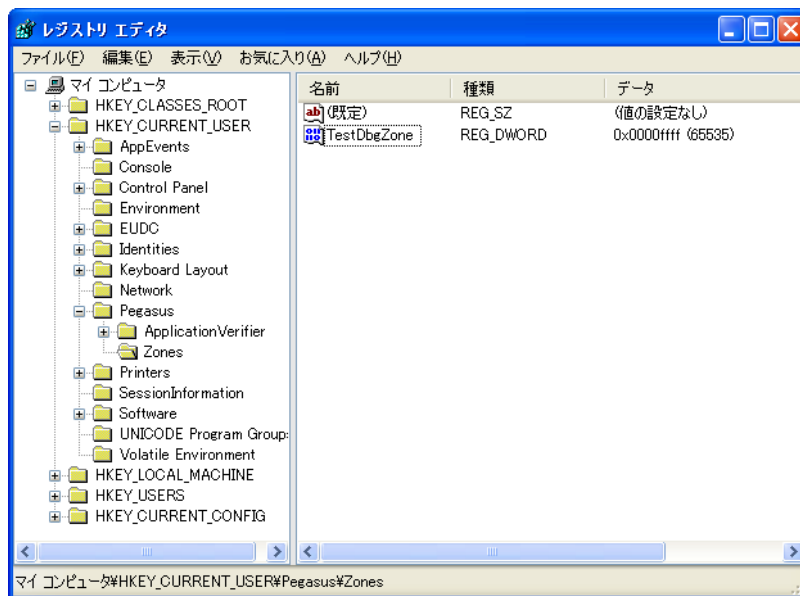 レジストリ エディタ
ファイル(F) 編集(E) 表示(V) お気に入り(A) ヘルプ(H)
マイ コンピュータ
HKEY_CLASSES_ROOT
HKEY_CURRENT_USER
AppEvents
Console
Control Panel
Environment
EUDC
Identities
Keyboard Layout
Network
Pegasus
ApplicationVerifier
Zones
Printers
SessionInformation
Software
UNICODE Program Group
Volatile Environment
HKEY_LOCAL_MACHINE
HKEY_USERS
HKEY_CURRENT_CONFIG
名前 種類 データ
ab (既定) REG_SZ (値の設定なし)
TestDbgZone REG_DWORD 0x0000ffff (65535)
マイ コンピュータ¥HKEY_CURRENT_USER¥Pegasus¥Zones